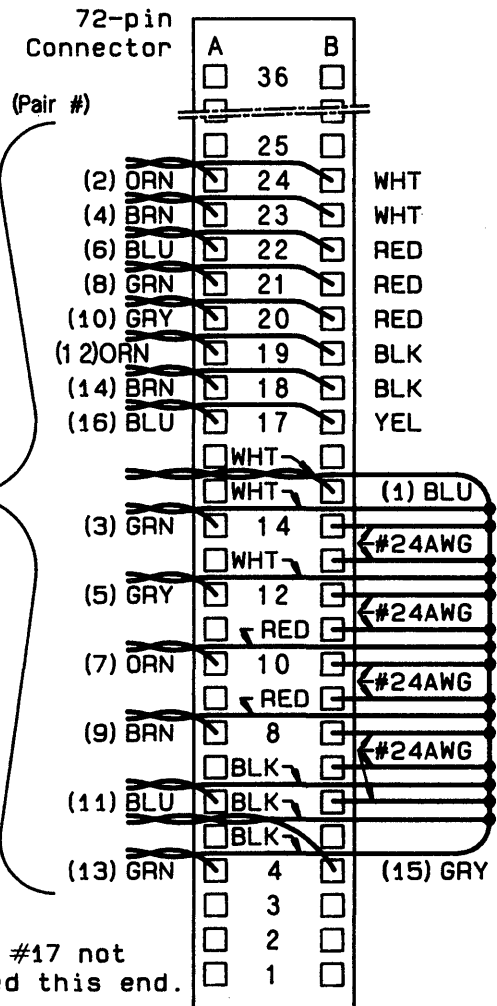 72-pin
Connector
A B
36
(Pair #)
25
(2) ORN 24 WHT
(4) BRN 23 WHT
(6) BLU 22 RED
(8) GRN 21 RED
(10) GRY 20 RED
(12)ORN 19 BLK
(14) BRN 18 BLK
(16) BLU 17 YEL
WHT
WHT (1) BLU
(3) GRN 14
#24AWG
WHT
(5) GRY 12
#24AWG
RED
(7) ORN 10
#24AWG
RED
(9) BRN 8
#24AWG
BLK
(11) BLU BLK
BLK
(13) GRN 4 (15) GRY
3
2
#17 not
ed this end.
1